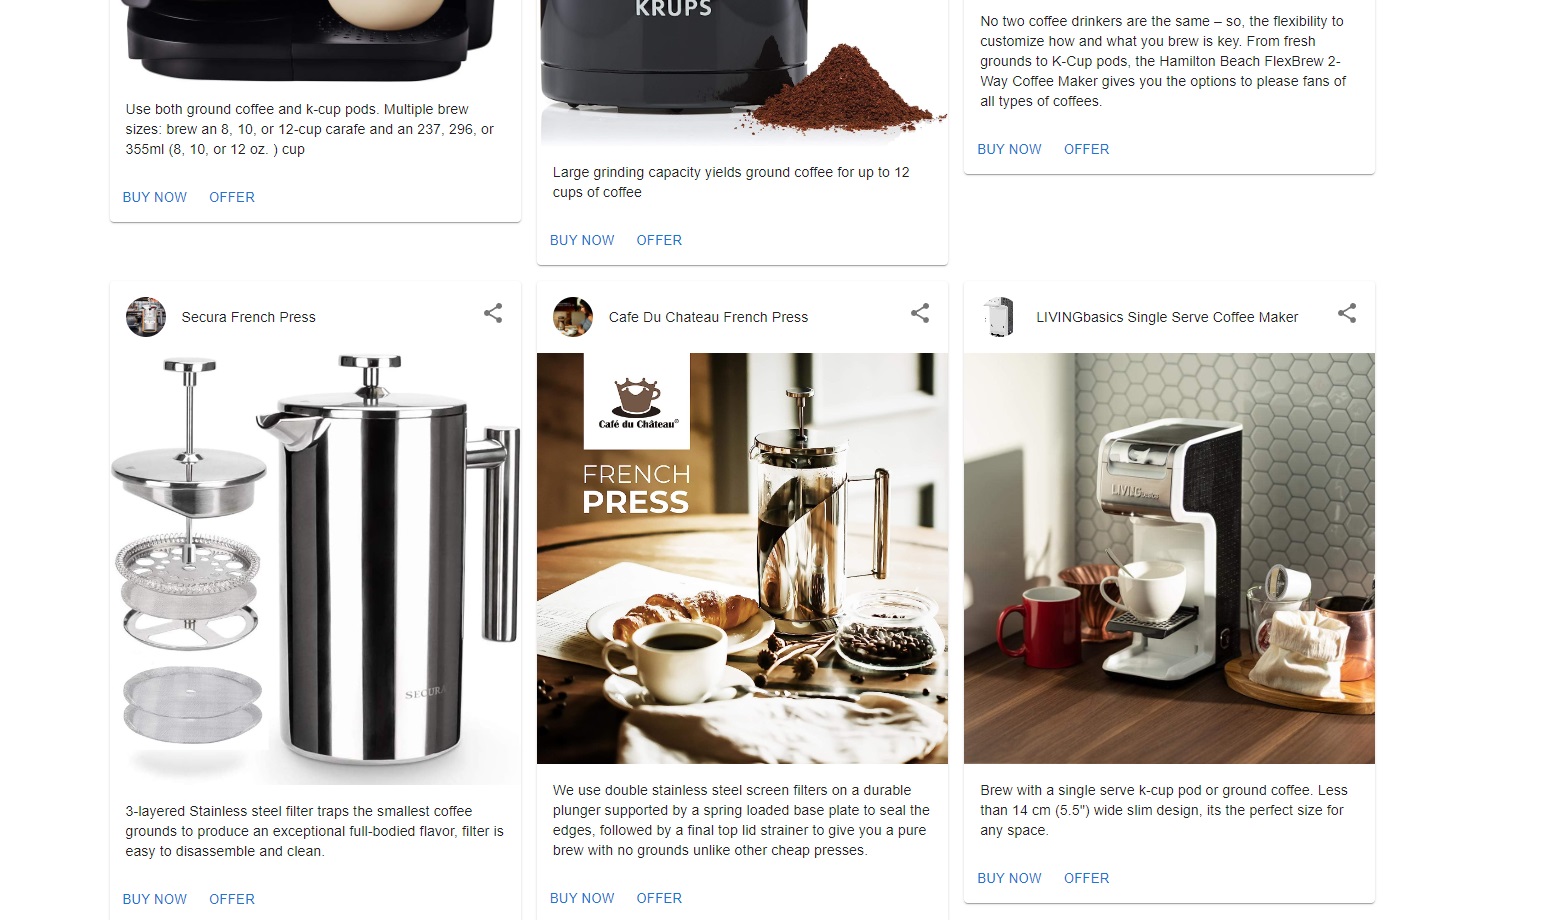 KRUPS
Use both ground coffee and k-cup pods. Multiple brew
sizes: brew an 8, 10, or 12-cup carafe and an 237, 296, or
355ml (8, 10, or 12 oz. ) cup
BUY NOW OFFER
Large grinding capacity yields ground coffee for up to 12
cups of coffee
BUY NOW OFFER
No two coffee drinkers are the same – so, the flexibility to
customize how and what you brew is key. From fresh
grounds to K-Cup pods, the Hamilton Beach FlexBrew 2-
Way Coffee Maker gives you the options to please fans of
all types of coffees.
BUY NOW OFFER
Secura French Press
SECURA
3-layered Stainless steel filter traps the smallest coffee
grounds to produce an exceptional full-bodied flavor, filter is
easy to disassemble and clean.
BUY NOW OFFER
Cafe Du Chateau French Press
Café du Château®
FRENCH
PRESS
We use double stainless steel screen filters on a durable
plunger supported by a spring loaded base plate to seal the
edges, followed by a final top lid strainer to give you a pure
brew with no grounds unlike other cheap presses.
BUY NOW OFFER
LIVINGbasics Single Serve Coffee Maker
LIVINGbasics
Brew with a single serve k-cup pod or ground coffee. Less
than 14 cm (5.5") wide slim design, its the perfect size for
any space.
BUY NOW OFFER